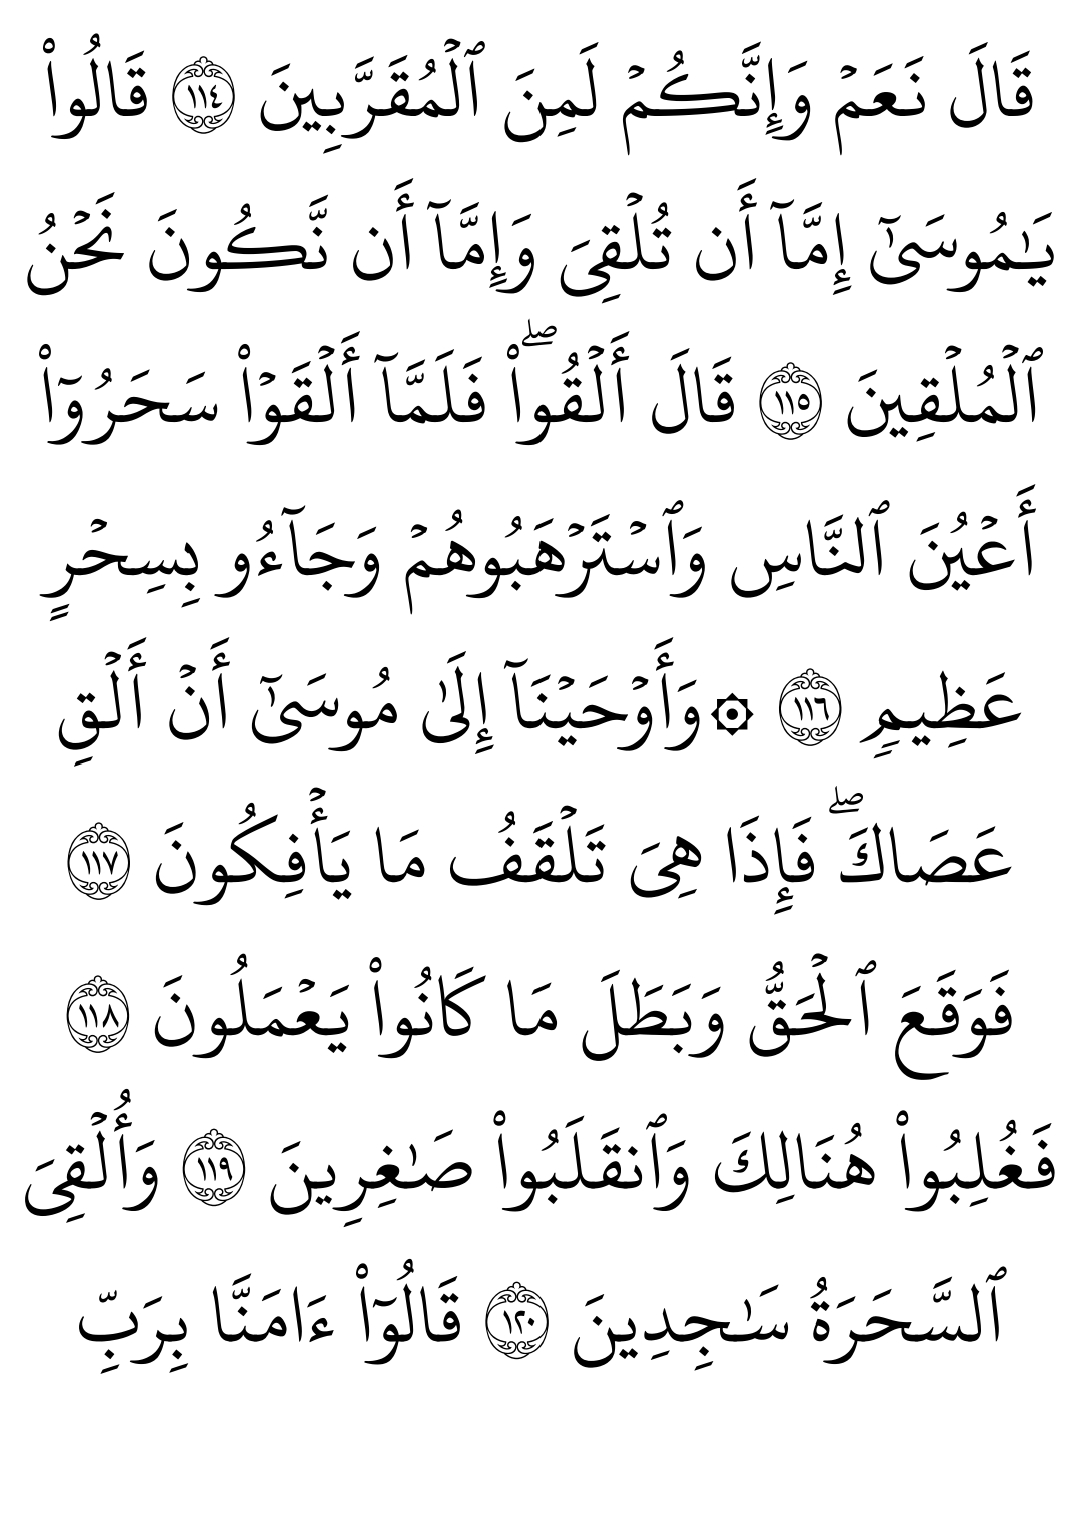 قَالَ نَعَمۡ وَإِنَّكُمۡ لَمِنَ ٱلۡمُقَرَّبِينَ ١١٤ قَالُواْ
يَٰمُوسَىٰٓ إِمَّآ أَن تُلۡقِيَ وَإِمَّآ أَن نَّكُونَ نَحۡنُ
ٱلۡمُلۡقِينَ ١١٥ قَالَ أَلۡقُواْۖ فَلَمَّآ أَلۡقَوۡاْ سَحَرُوٓاْ
أَعۡيُنَ ٱلنَّاسِ وَٱسۡتَرۡهَبُوهُمۡ وَجَآءُو بِسِحۡرٍ
عَظِيمٖ ١١٦ ۞وَأَوۡحَيۡنَآ إِلَىٰ مُوسَىٰٓ أَنۡ أَلۡقِ
عَصَاكَۖ فَإِذَا هِيَ تَلۡقَفُ مَا يَأۡفِكُونَ ١١٧
فَوَقَعَ ٱلۡحَقُّ وَبَطَلَ مَا كَانُواْ يَعۡمَلُونَ ١١٨
فَغُلِبُواْ هُنَالِكَ وَٱنقَلَبُواْ صَٰغِرِينَ ١١٩ وَأُلۡقِيَ
ٱلسَّحَرَةُ سَٰجِدِينَ ١٢٠ قَالُوٓاْ ءَامَنَّا بِرَبِّ